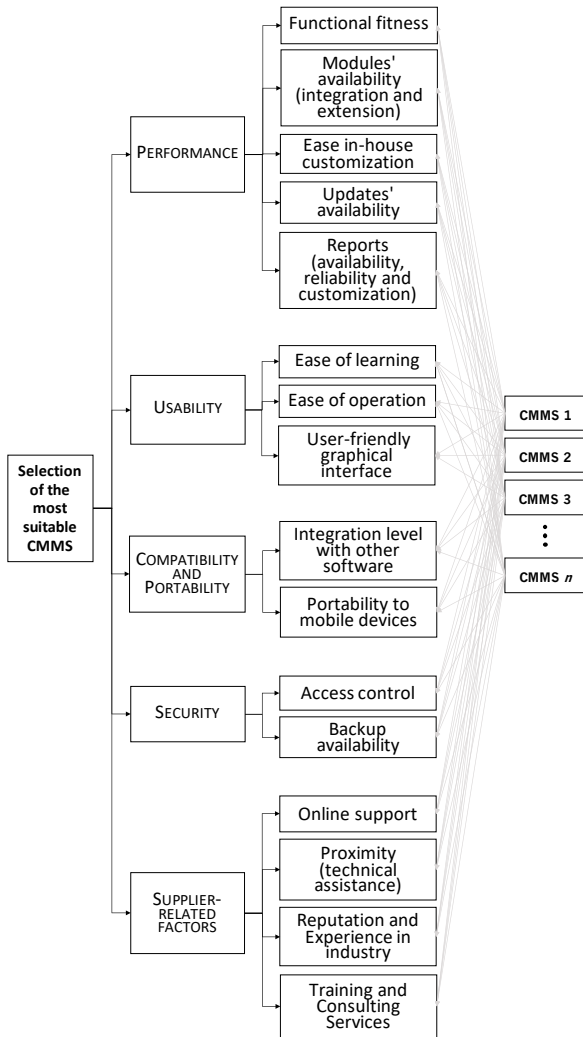 Selection
of the
most
suitable
CMMS
PERFORMANCE
Functional fitness
Modules'
availability
(integration and
extension)
Ease in-house
customization
Updates'
availability
Reports
(availability,
reliability and
customization)
USABILITY
Ease of learning
Ease of operation
User-friendly
graphical
interface
COMPATIBILITY
AND
PORTABILITY
Integration level
with other
software
Portability to
mobile devices
SECURITY
Access control
Backup
availability
SUPPLIER-
RELATED
FACTORS
Online support
Proximity
(technical
assistance)
Reputation and
Experience in
industry
Training and
Consulting
Services
CMMS 1
CMMS 2
CMMS 3
CMMS n